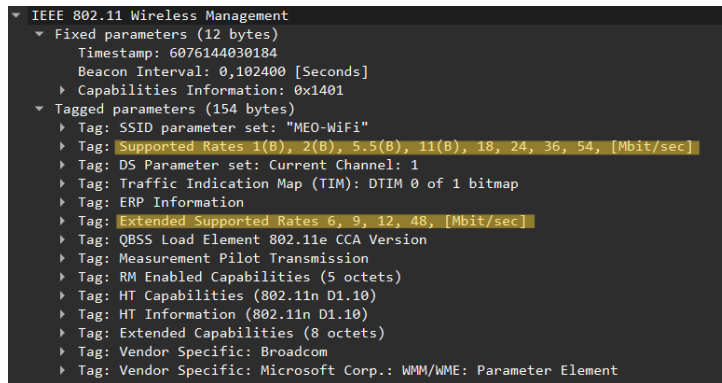 IEEE 802.11 Wireless Management
Fixed parameters (12 bytes)
Timestamp: 6076144030184
Beacon Interval: 0,102400 [Seconds]
Capabilities Information: 0x1401
Tagged parameters (154 bytes)
Tag: SSID parameter set: "MEO-WiFi"
Tag: Supported Rates 1(B), 2(B), 5.5(B), 11(B), 18, 24, 36, 54, [Mbit/sec]
Tag: DS Parameter set: Current Channel: 1
Tag: Traffic Indication Map (TIM): DTIM 0 of 1 bitmap
Tag: ERP Information
Tag: Extended Supported Rates 6, 9, 12, 48, [Mbit/sec]
Tag: QBSS Load Element 802.11e CCA Version
Tag: Measurement Pilot Transmission
Tag: RM Enabled Capabilities (5 octets)
Tag: HT Capabilities (802.11n D1.10)
Tag: HT Information (802.11n D1.10)
Tag: Extended Capabilities (8 octets)
Tag: Vendor Specific: Broadcom
Tag: Vendor Specific: Microsoft Corp.: WMM/WME: Parameter Element